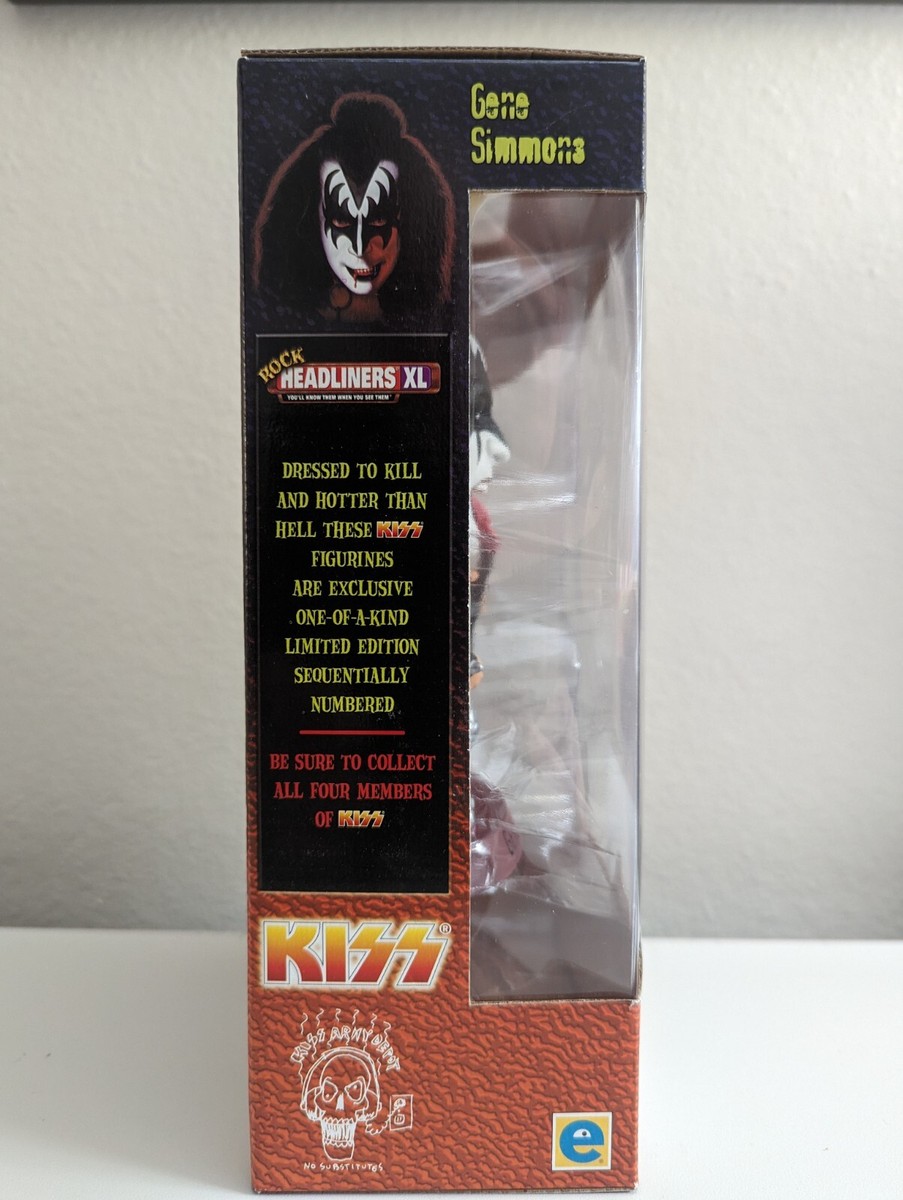 Gene
Simmons
ROCK
HEADLINERS XL
YOU'LL KNOW THEM WHEN YOU SEE THEM™
DRESSED TO KILL
AND HOTTER THAN
HELL THESE KISS
FIGURINES
ARE EXCLUSIVE
ONE-OF-A-KIND
LIMITED EDITION
SEQUENTIALLY
NUMBERED
BE SURE TO COLLECT
ALL FOUR MEMBERS
OF KISS
KISS®
KISS ARMY DEPOT
NO SUBSTITUTES
e